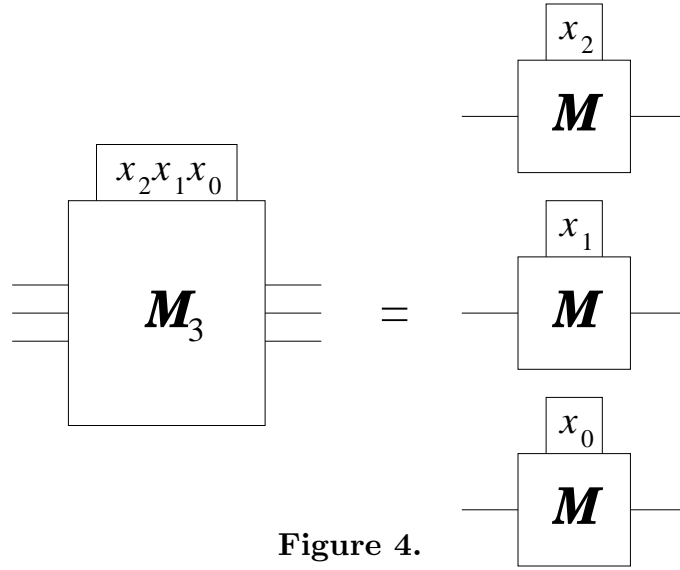 x₂
M
x₂x₁x₀
M₃
=
x₁
M
x₀
M
Figure 4.